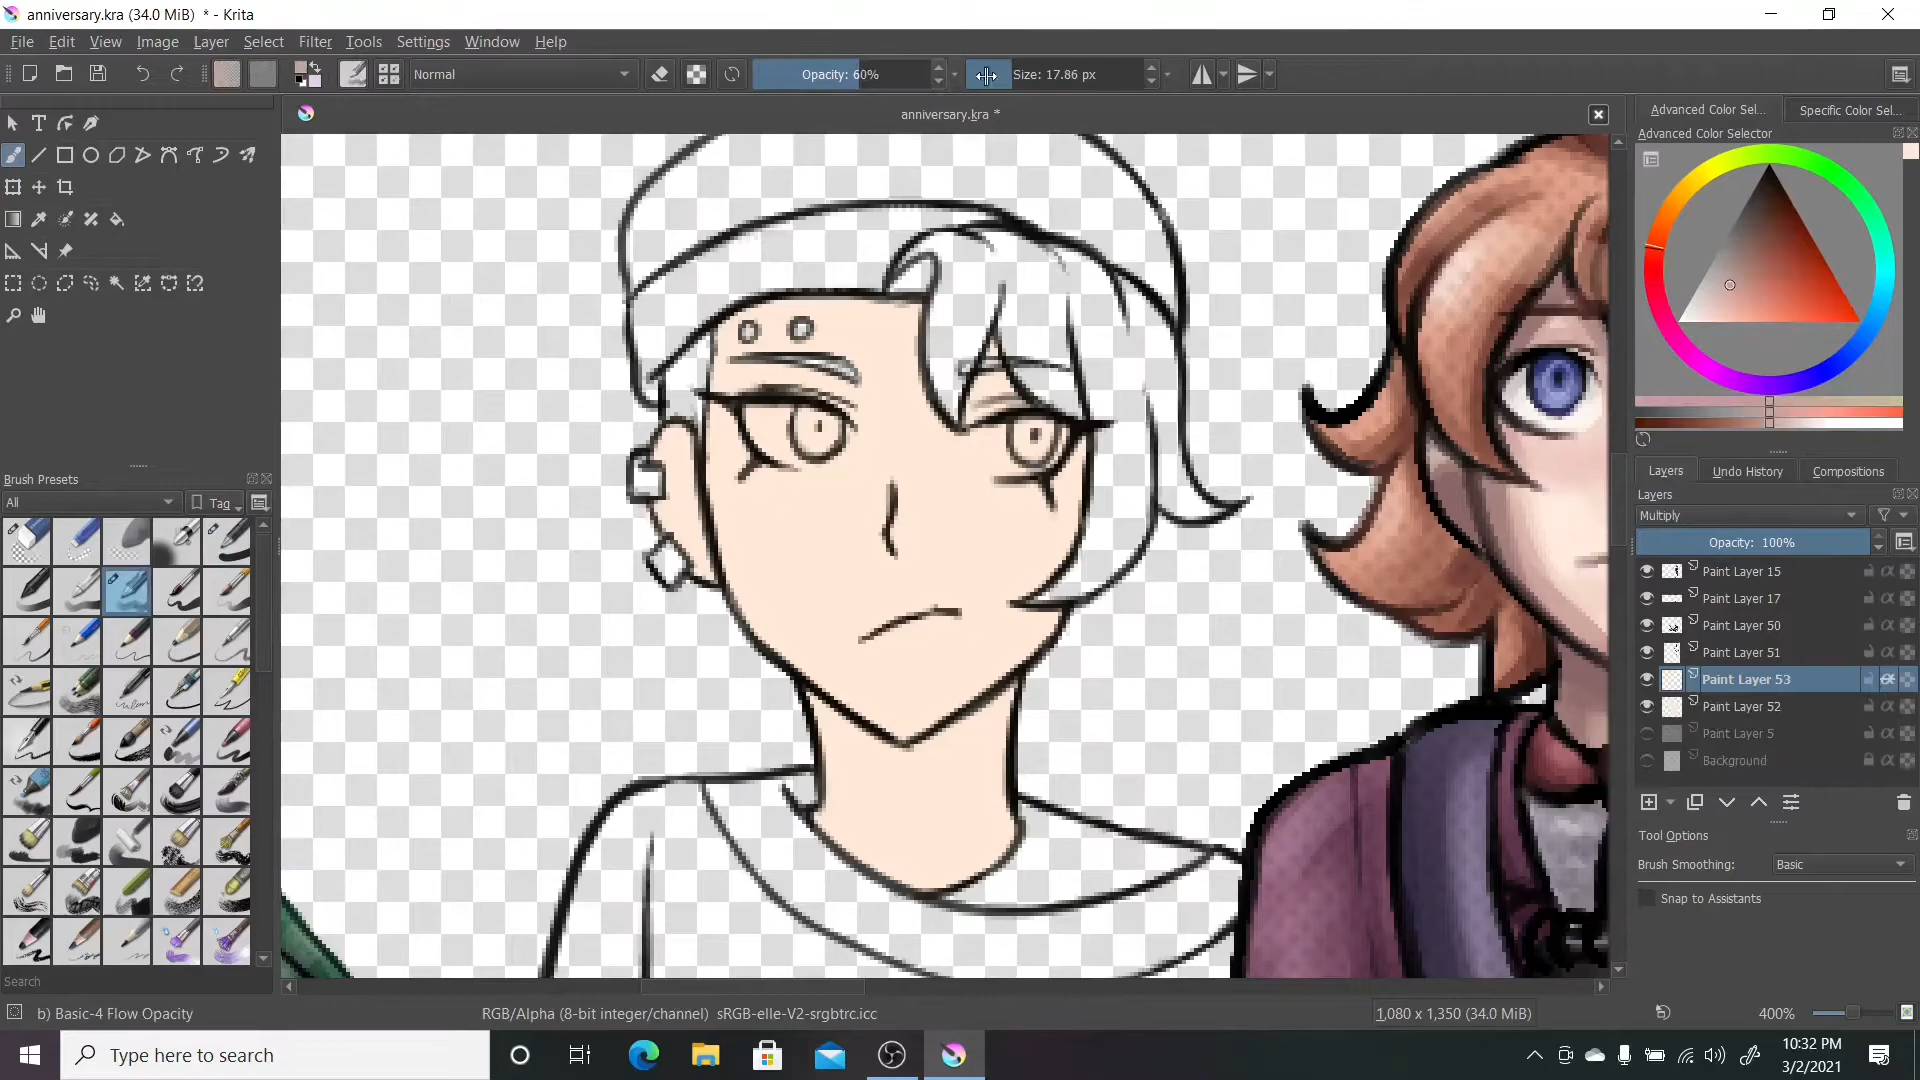 anniversary.kra (34.0 MiB)  * - Krita
File Edit View Image Layer Select Filter Tools Settings Window Help
Normal
Opacity: 60%
Size: 17.86 px
anniversary.kra *
Advanced Color Sel...
Specific Color Sel...
Advanced Color Selector
Layers
Undo History
Compositions
Layers
Multiply
Opacity:  100%
Paint Layer 15
Paint Layer 17
Paint Layer 50
Paint Layer 51
Paint Layer 53
Paint Layer 52
Paint Layer 5
Background
Tool Options
Brush Smoothing:
Basic
Snap to Assistants
Brush Presets
All
Tag
Search
b) Basic-4 Flow Opacity
RGB/Alpha (8-bit integer/channel)  sRGB-elle-V2-srgbtrc.icc
1,080 x 1,350 (34.0 MiB)
400%
Type here to search
10:32 PM
3/2/2021